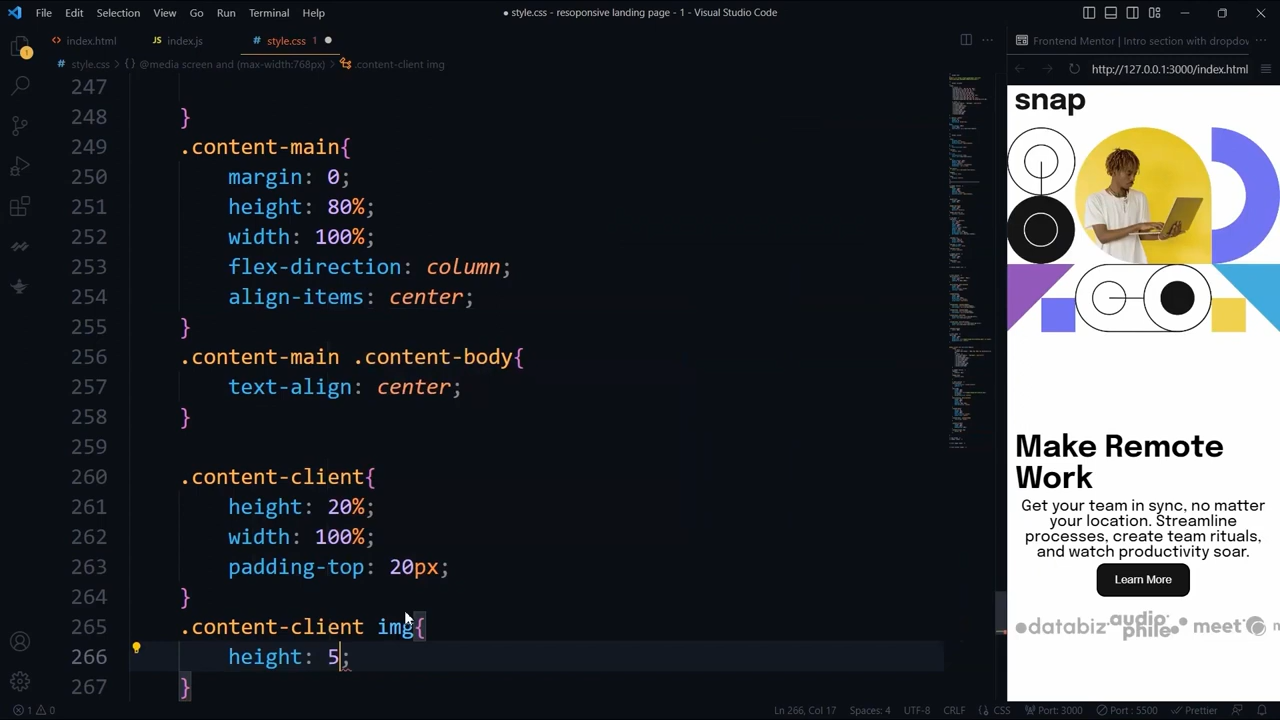 File Edit Selection View Go Run Terminal Help
● style.css - resoponsive landing page - 1 - Visual Studio Code
index.html
JS index.js
# style.css 1 ●
Frontend Mentor | Intro section with dropdov
# style.css > {} @media screen and (max-width:768px) > .content-client img
http://127.0.0.1:3000/index.html
247
248 }
249 .content-main{
250 margin: 0;
251 height: 80%;
252 width: 100%;
253 flex-direction: column;
254 align-items: center;
255 }
256 .content-main .content-body{
257 text-align: center;
258 }
259
260 .content-client{
261 height: 20%;
262 width: 100%;
263 padding-top: 20px;
264 }
265 .content-client img{
266 height: 5;
267 }
snap
Make Remote
Work
Get your team in sync, no matter
your location. Streamline
processes, create team rituals,
and watch productivity soar.
Learn More
databiz audio
phile meet
1 0 Ln 266, Col 17 Spaces: 4 UTF-8 CRLF {} CSS Port: 3000 Port : 5500 Prettier